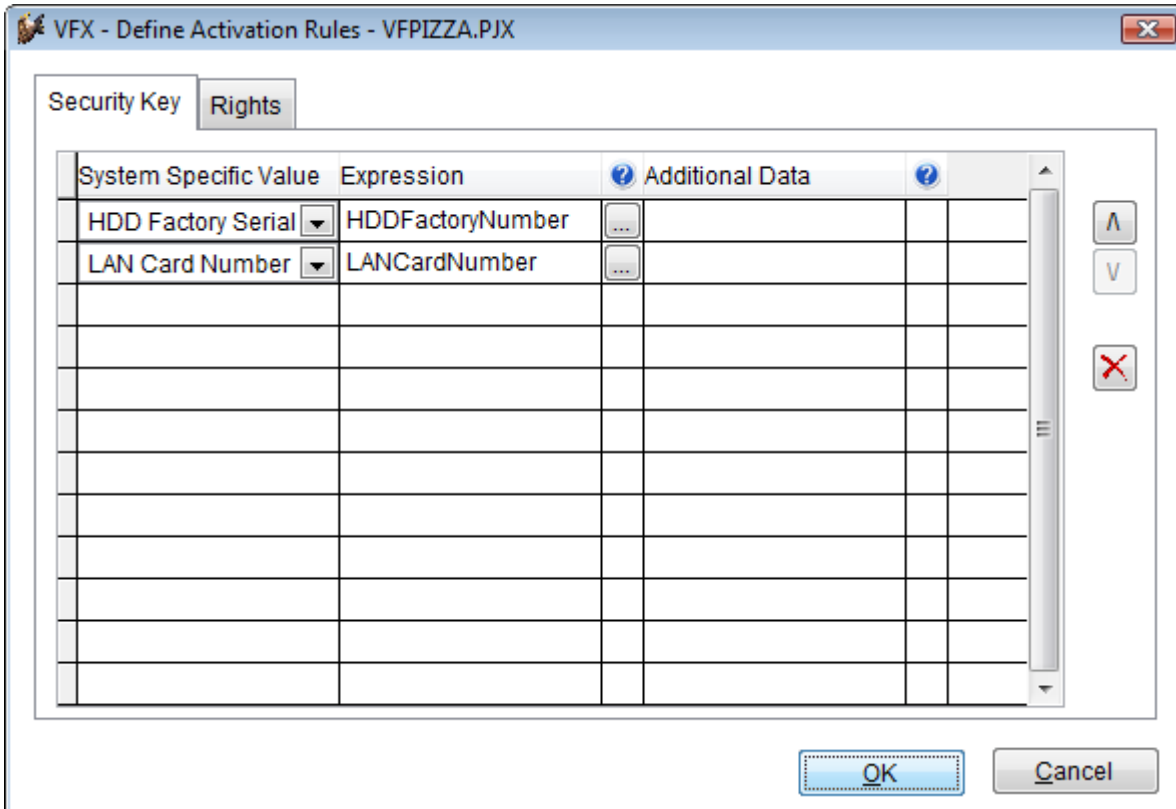 VFX - Define Activation Rules - VFPIZZA.PJX
Security Key Rights
System Specific Value Expression ? Additional Data ?
HDD Factory Serial HDDFactoryNumber ...
LAN Card Number LANCardNumber ...
OK Cancel